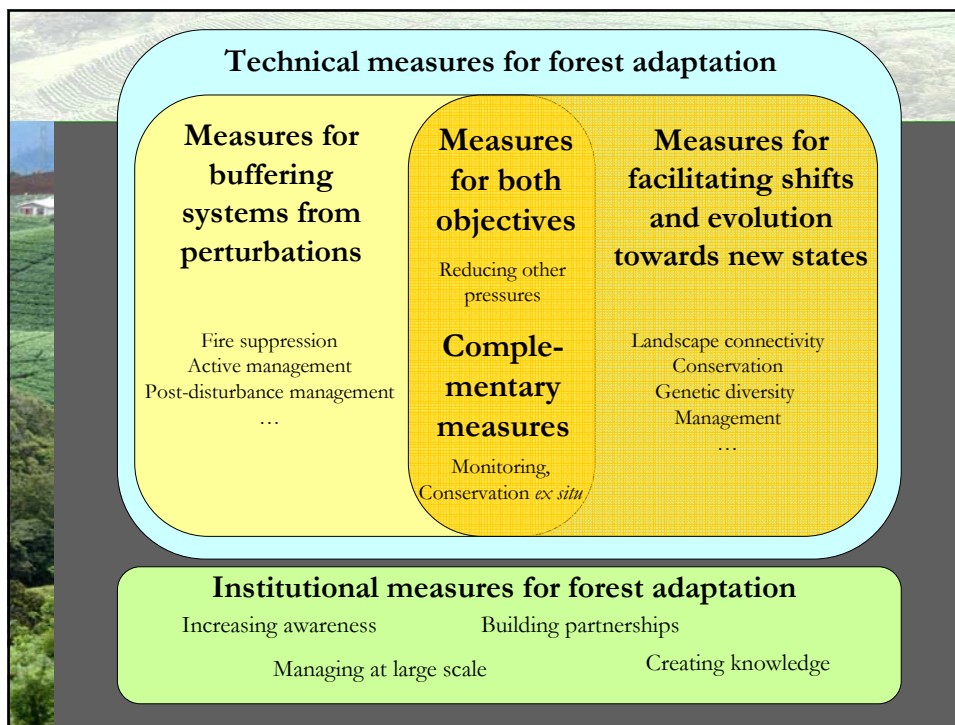 Technical measures for forest adaptation
Measures for
buffering
systems from
perturbations
Fire suppression
Active management
Post-disturbance management
…
Measures
for both
objectives
Reducing other
pressures
Comple-
mentary
measures
Monitoring,
Conservation ex situ
Measures for
facilitating shifts
and evolution
towards new states
Landscape connectivity
Conservation
Genetic diversity
Management
…
Institutional measures for forest adaptation
Increasing awareness
Building partnerships
Managing at large scale
Creating knowledge